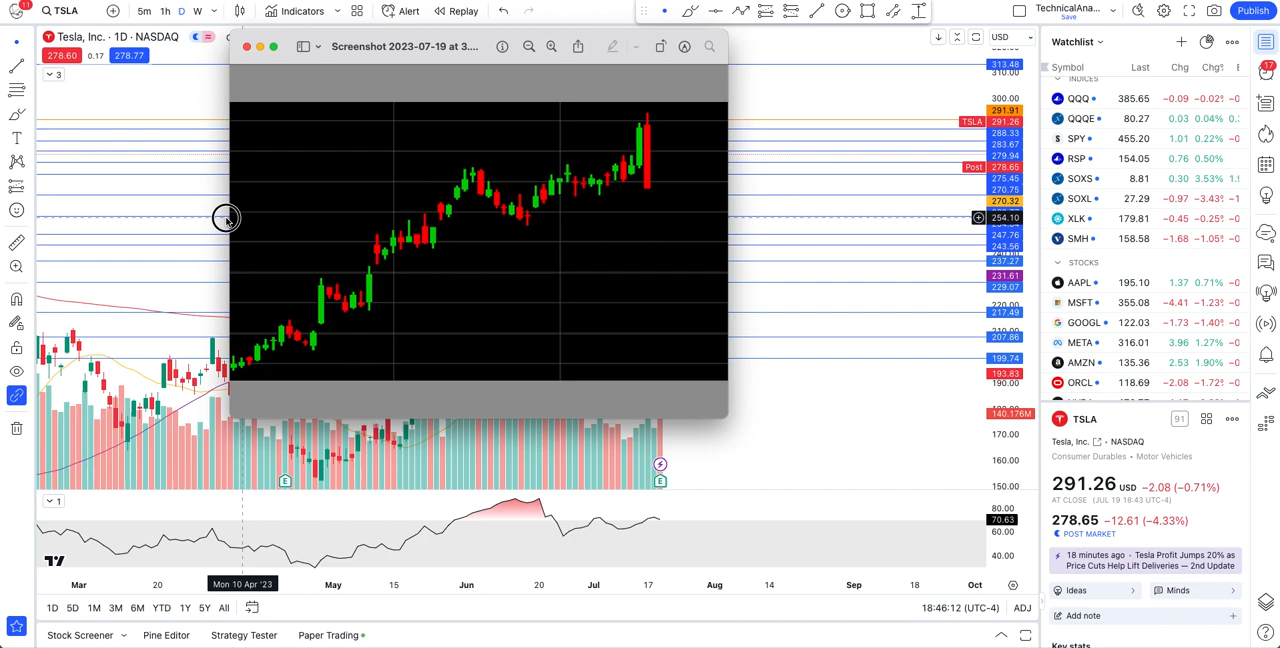 11
TSLA
5m
1h
D
W
Indicators
Alert
Replay
TechnicalAna...
Save
Publish
Tesla, Inc. · 1D · NASDAQ
278.60
0.17
278.77
3
Screenshot 2023-07-19 at 3....
USD
313.48
310.00
300.00
291.91
TSLA
291.26
288.33
283.67
279.94
Post
278.65
275.45
270.75
270.32
254.10
247.76
243.56
237.27
231.61
229.07
220.00
217.49
207.86
199.74
193.83
190.00
140.176M
170.00
160.00
150.00
E
E
1
80.00
70.63
60.00
40.00
Mar
20
Mon 10 Apr '23
May
15
Jun
20
Jul
17
Aug
14
Sep
18
Oct
1D
5D
1M
3M
6M
YTD
1Y
5Y
All
18:46:12 (UTC-4)
ADJ
Stock Screener
Pine Editor
Strategy Tester
Paper Trading
Watchlist
Symbol
Last
Chg
Chg%
INDICES
QQQ 385.65 −0.09 −0.02%
QQQE 80.27 0.03 0.04%
SPY 455.20 1.01 0.22%
RSP 154.05 0.76 0.50%
SOXS 8.81 0.30 3.53%
SOXL 27.29 −0.97 −3.43%
XLK 179.81 −0.45 −0.25%
SMH 158.58 −1.68 −1.05%
STOCKS
AAPL 195.10 1.37 0.71%
MSFT 355.08 −4.41 −1.23%
GOOGL 122.03 −1.73 −1.40%
META 316.01 3.96 1.27%
AMZN 135.36 2.53 1.90%
ORCL 118.69 −2.08 −1.72%
TSLA
91
Tesla, Inc.
NASDAQ
Consumer Durables • Motor Vehicles
291.26 USD −2.08 (−0.71%)
AT CLOSE (JUL 19 18:43 UTC-4)
278.65 −12.61 (−4.33%)
POST MARKET
18 minutes ago • Tesla Profit Jumps 20% as
Price Cuts Help Lift Deliveries — 2nd Update
Ideas
Minds
Add note
Key stats
17